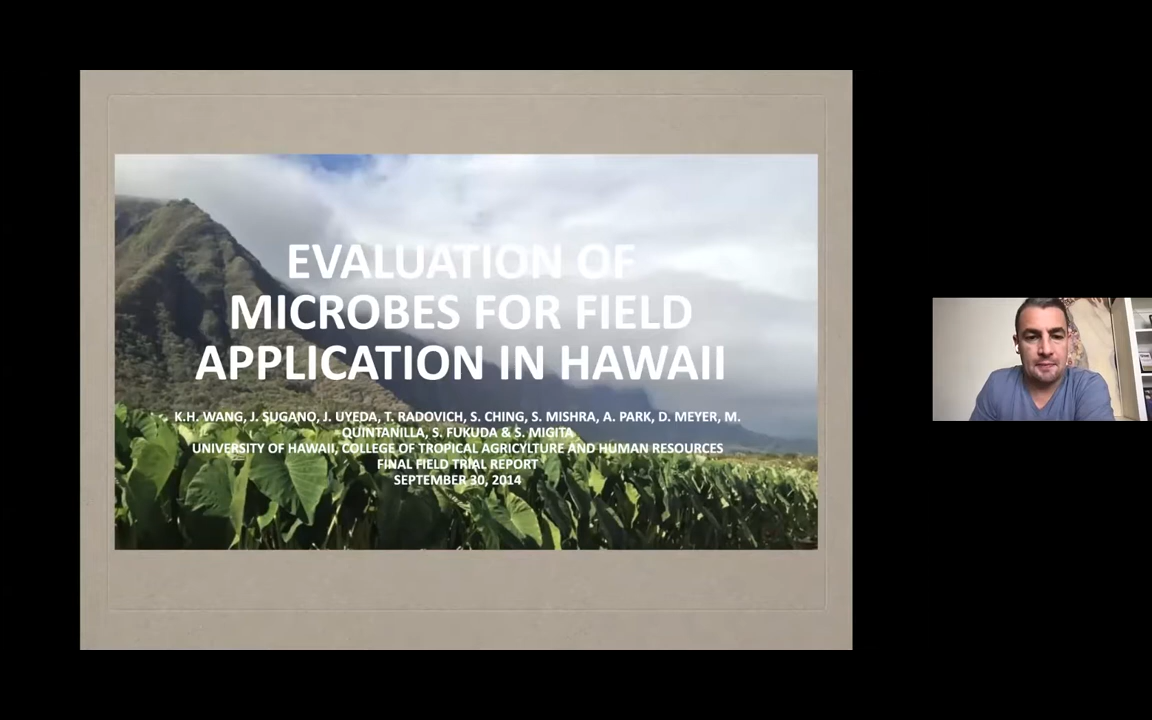 EVALUATION OF
MICROBES FOR FIELD
APPLICATION IN HAWAII
K.H. WANG, J. SUGANO, J. UYEDA, T. RADOVICH, S. CHING, S. MISHRA, A. PARK, D. MEYER, M.
QUINTANILLA, S. FUKUDA & S. MIGITA
UNIVERSITY OF HAWAII, COLLEGE OF TROPICAL AGRICYLTURE AND HUMAN RESOURCES
FINAL FIELD TRIAL REPORT
SEPTEMBER 30, 2014